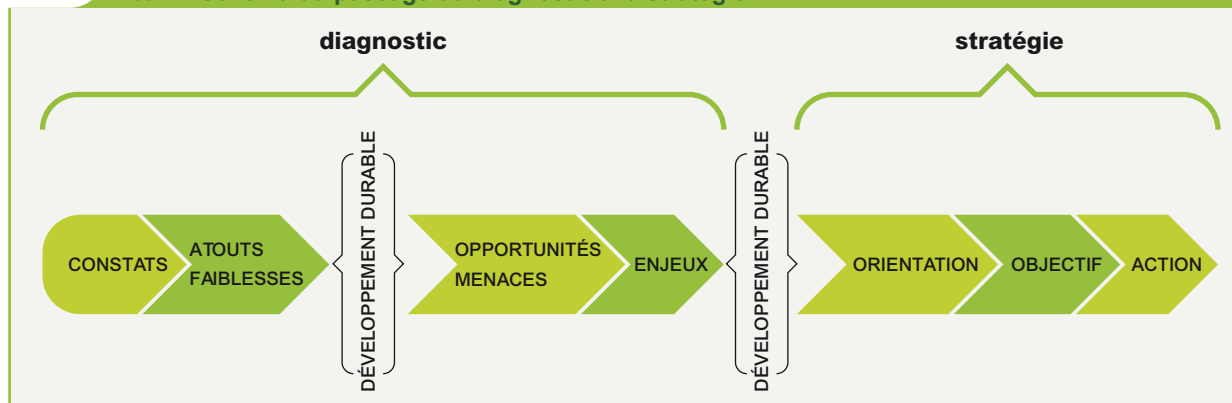 diagnostic
stratégie
CONSTATS
ATOUTS
FAIBLESSES
DÉVELOPPEMENT DURABLE
OPPORTUNITÉS
MENACES
ENJEUX
DÉVELOPPEMENT DURABLE
ORIENTATION
OBJECTIF
ACTION